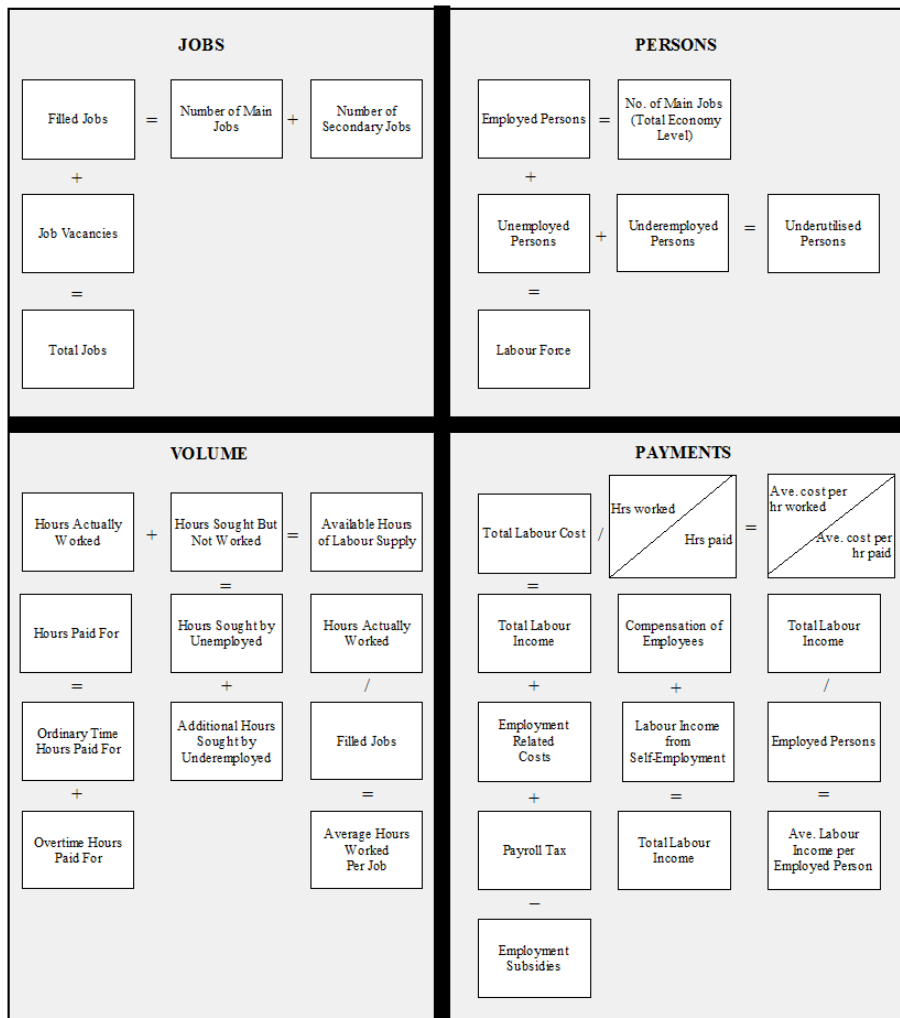 JOBS
Filled Jobs
=
Number of Main
Jobs
+
Number of
Secondary Jobs
+
Job Vacancies
=
Total Jobs
PERSONS
Employed Persons
=
No. of Main Jobs
(Total Economy
Level)
+
Unemployed
Persons
+
Underemployed
Persons
=
Underutilised
Persons
=
Labour Force
VOLUME
Hours Actually
Worked
+
Hours Sought But
Not Worked
=
Available Hours
of Labour Supply
=
Hours Paid For
Hours Sought by
Unemployed
Hours Actually
Worked
=
+
/
Ordinary Time
Hours Paid For
Additional Hours
Sought by
Underemployed
Filled Jobs
+
=
Overtime Hours
Paid For
Average Hours
Worked
Per Job
PAYMENTS
Total Labour Cost
/
Hrs worked
Hrs paid
=
Ave. cost per
hr worked
Ave. cost per
hr paid
=
Total Labour
Income
Compensation of
Employees
Total Labour
Income
+
+
/
Employment
Related
Costs
Labour Income
from
Self-Employment
Employed Persons
+
=
=
Payroll Tax
Total Labour
Income
Ave. Labour
Income per
Employed Person
−
Employment
Subsidies